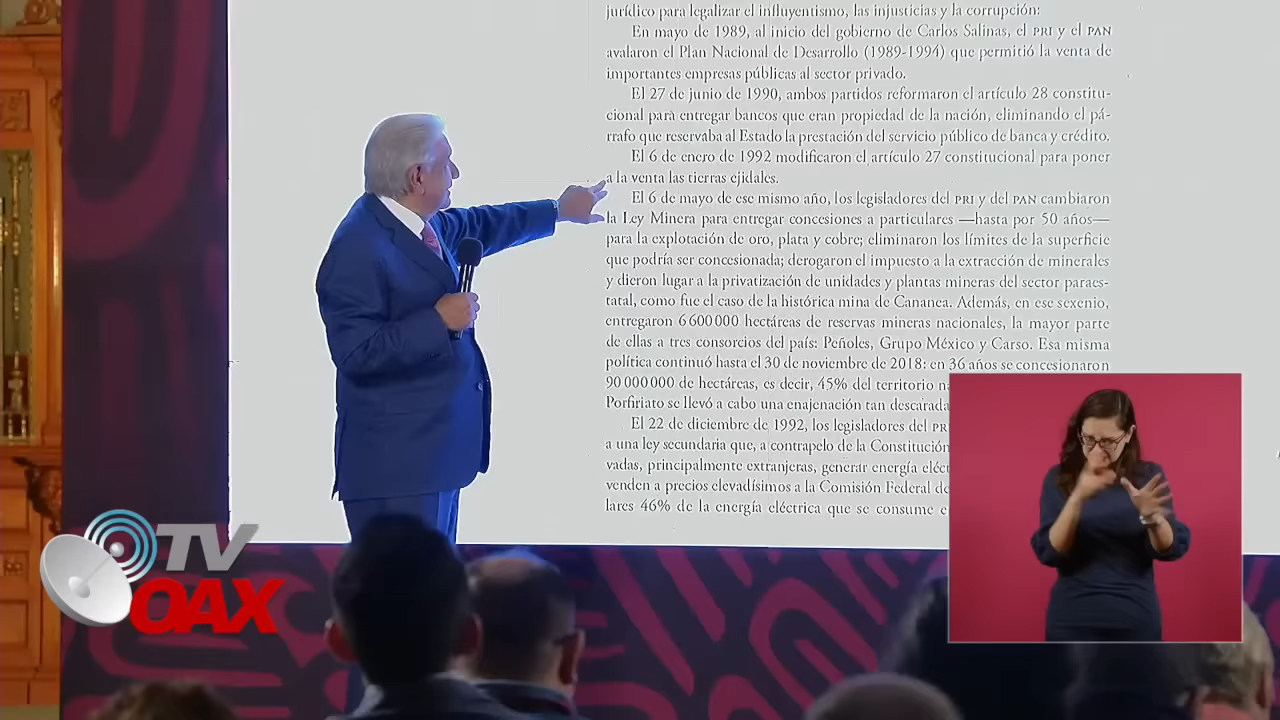 jurídico para legalizar el influyentismo, las injusticias y la corrupción:
En mayo de 1989, al inicio del gobierno de Carlos Salinas, el PRI y el PAN
avalaron el Plan Nacional de Desarrollo (1989-1994) que permitió la venta de
importantes empresas públicas al sector privado.
El 27 de junio de 1990, ambos partidos reformaron el artículo 28 constitu-
cional para entregar bancos que eran propiedad de la nación, eliminando el pá-
rrafo que reservaba al Estado la prestación del servicio público de banca y crédito.
El 6 de enero de 1992 modificaron el artículo 27 constitucional para poner
a la venta las tierras ejidales.
El 6 de mayo de ese mismo año, los legisladores del PRI y del PAN cambiaron
la Ley Minera para entregar concesiones a particulares —hasta por 50 años—
para la explotación de oro, plata y cobre; eliminaron los límites de la superficie
que podría ser concesionada; derogaron el impuesto a la extracción de minerales
y dieron lugar a la privatización de unidades y plantas mineras del sector paraes-
tatal, como fue el caso de la histórica mina de Cananea. Además, en ese sexenio,
entregaron 6 600 000 hectáreas de reservas mineras nacionales, la mayor parte
de ellas a tres consorcios del país: Peñoles, Grupo México y Carso. Esa misma
política continuó hasta el 30 de noviembre de 2018: en 36 años se concesionaron
90 000 000 de hectáreas, es decir, 45% del territorio na
Porfiriato se llevó a cabo una enajenación tan descarada
El 22 de diciembre de 1992, los legisladores del PR
a una ley secundaria que, a contrapelo de la Constitución
vadas, principalmente extranjeras, generar energía eléct
venden a precios elevadísimos a la Comisión Federal de
lares 46% de la energía eléctrica que se consume e
TV
OAX